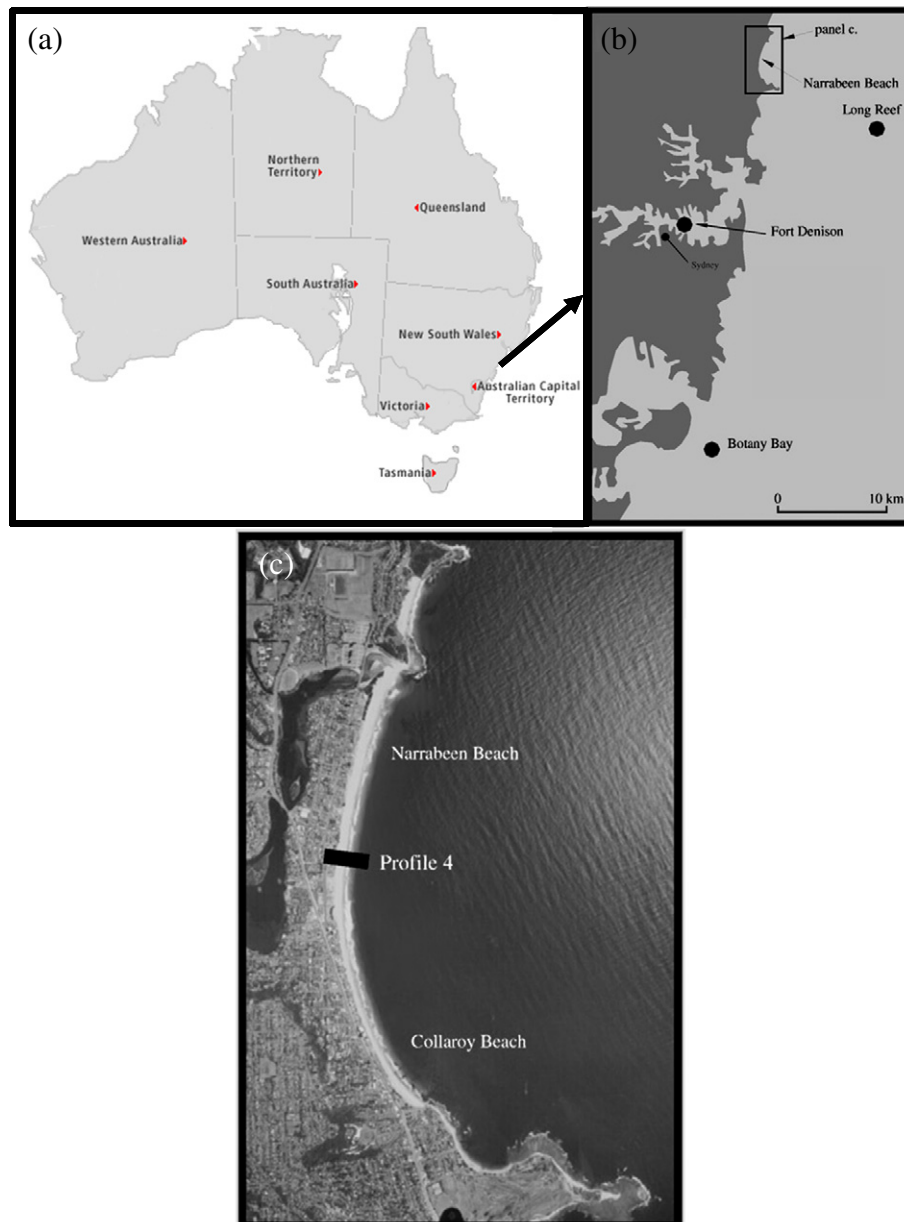 (a)
Northern
Territory
Queensland
Western Australia
South Australia
New South Wales
Australian Capital
Territory
Victoria
Tasmania
(b)
panel c.
Narrabeen Beach
Long Reef
Fort Denison
Sydney
Botany Bay
0 10 km
(c)
Narrabeen Beach
Profile 4
Collaroy Beach